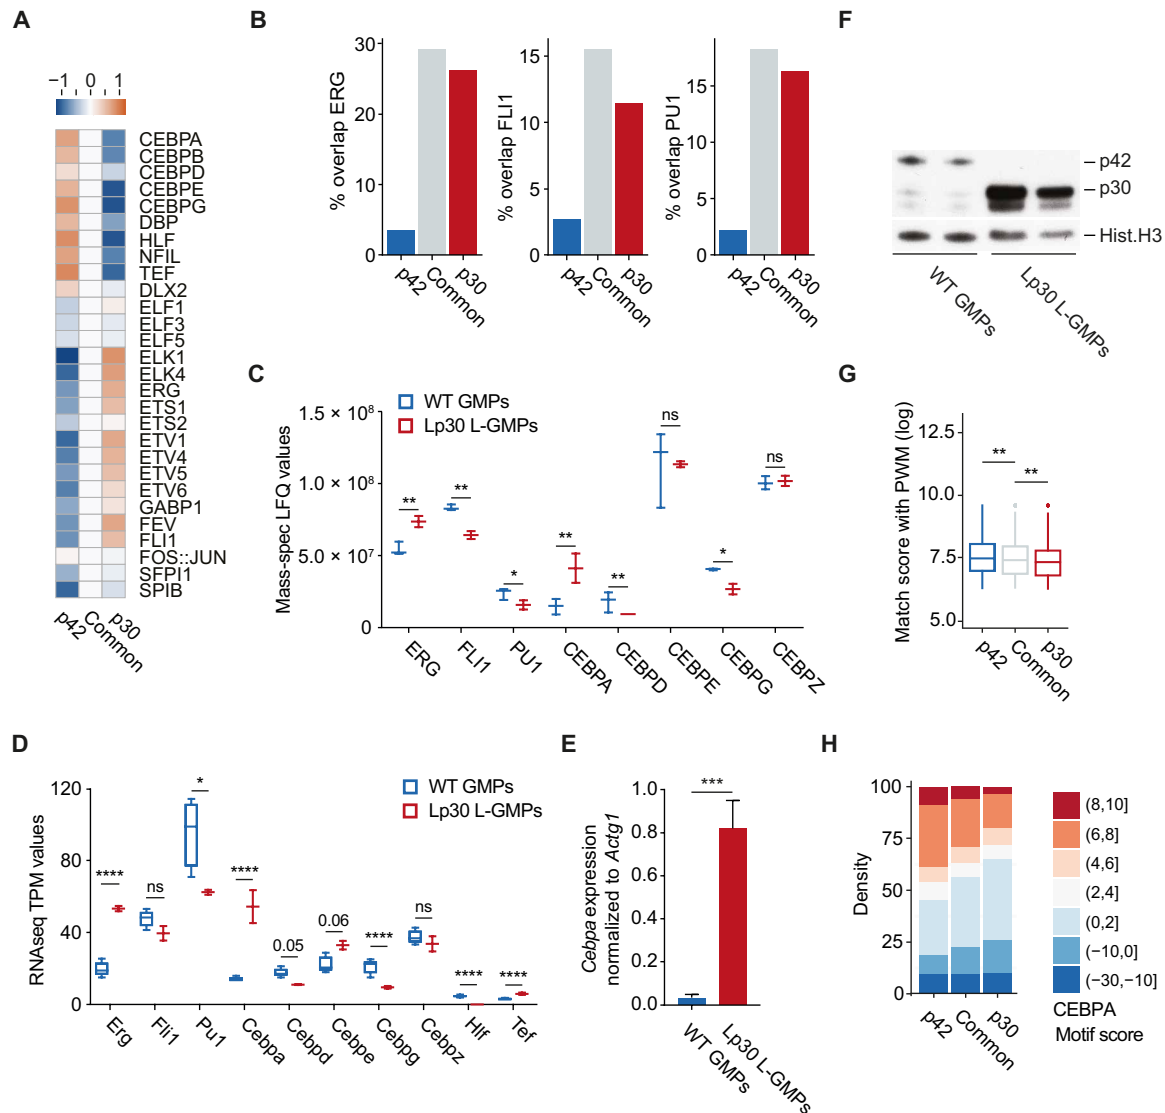 A
−1 0 1
CEBPA
CEBPB
CEBPD
CEBPE
CEBPG
DBP
HLF
NFIL
TEF
DLX2
ELF1
ELF3
ELF5
ELK1
ELK4
ERG
ETS1
ETS2
ETV1
ETV4
ETV5
ETV6
GABP1
FEV
FLI1
FOS::JUN
SFPI1
SPIB
p42
Common
p30
B
% overlap ERG
30
20
10
0
p42
Common
p30
% overlap FLI1
15
10
5
0
p42
Common
p30
% overlap PU1
15
10
5
0
p42
Common
p30
C
Mass-spec LFQ values
1.5 × 10⁸
1.0 × 10⁸
5.0 × 10⁷
0
WT GMPs
Lp30 L-GMPs
** ** * ** ** ns * ns
ERG
FLI1
PU1
CEBPA
CEBPD
CEBPE
CEBPG
CEBPZ
D
RNAseq TPM values
120
80
40
0
WT GMPs
Lp30 L-GMPs
**** ns * **** 0.05 0.06 **** ns **** ****
Erg
Fli1
Pu1
Cebpa
Cebpd
Cebpe
Cebpg
Cebpz
Hlf
Tef
E
Cebpa expression
normalized to Actg1
1.0
0.8
0.6
0.4
0.2
0.0
***
WT GMPs
Lp30 L-GMPs
F
p42
p30
Hist.H3
WT GMPs
Lp30 L-GMPs
G
Match score with PWM (log)
12.5
10.0
7.5
5.0
**
**
p42
Common
p30
H
Density
100
75
50
25
0
p42
Common
p30
(8,10]
(6,8]
(4,6]
(2,4]
(0,2]
(−10,0]
(−30,−10]
CEBPA
Motif score